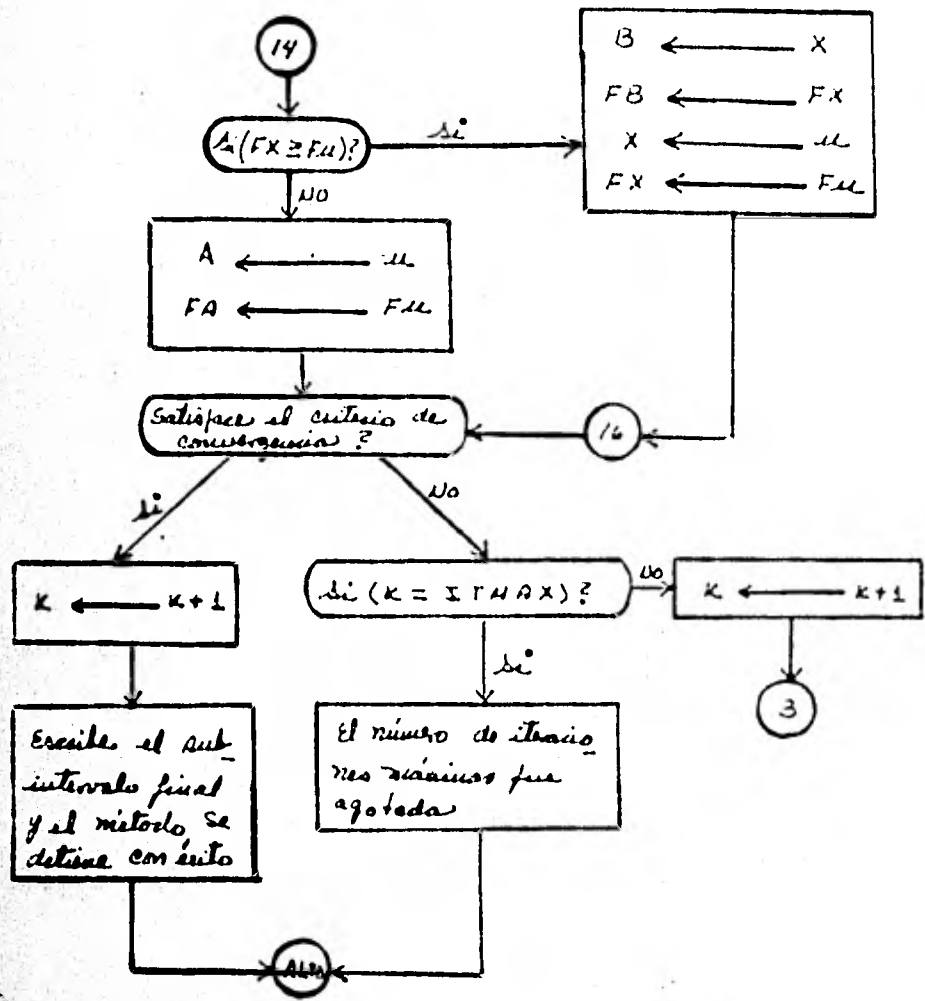 14
Si (FX ≥ Fu)?
si
NO
B ← X
FB ← FX
X ← u
FX ← Fu
A ← u
FA ← Fu
Satisface el criterio de
convergencia ?
16
si
No
K ← K+1
Si (K = ITMAX)?
No
K ← K+1
si
3
Escribe el sub
intervalo final
y el método se
detiene con éxito
El número de iteracio
nes máximas fue
agotada
ALTO